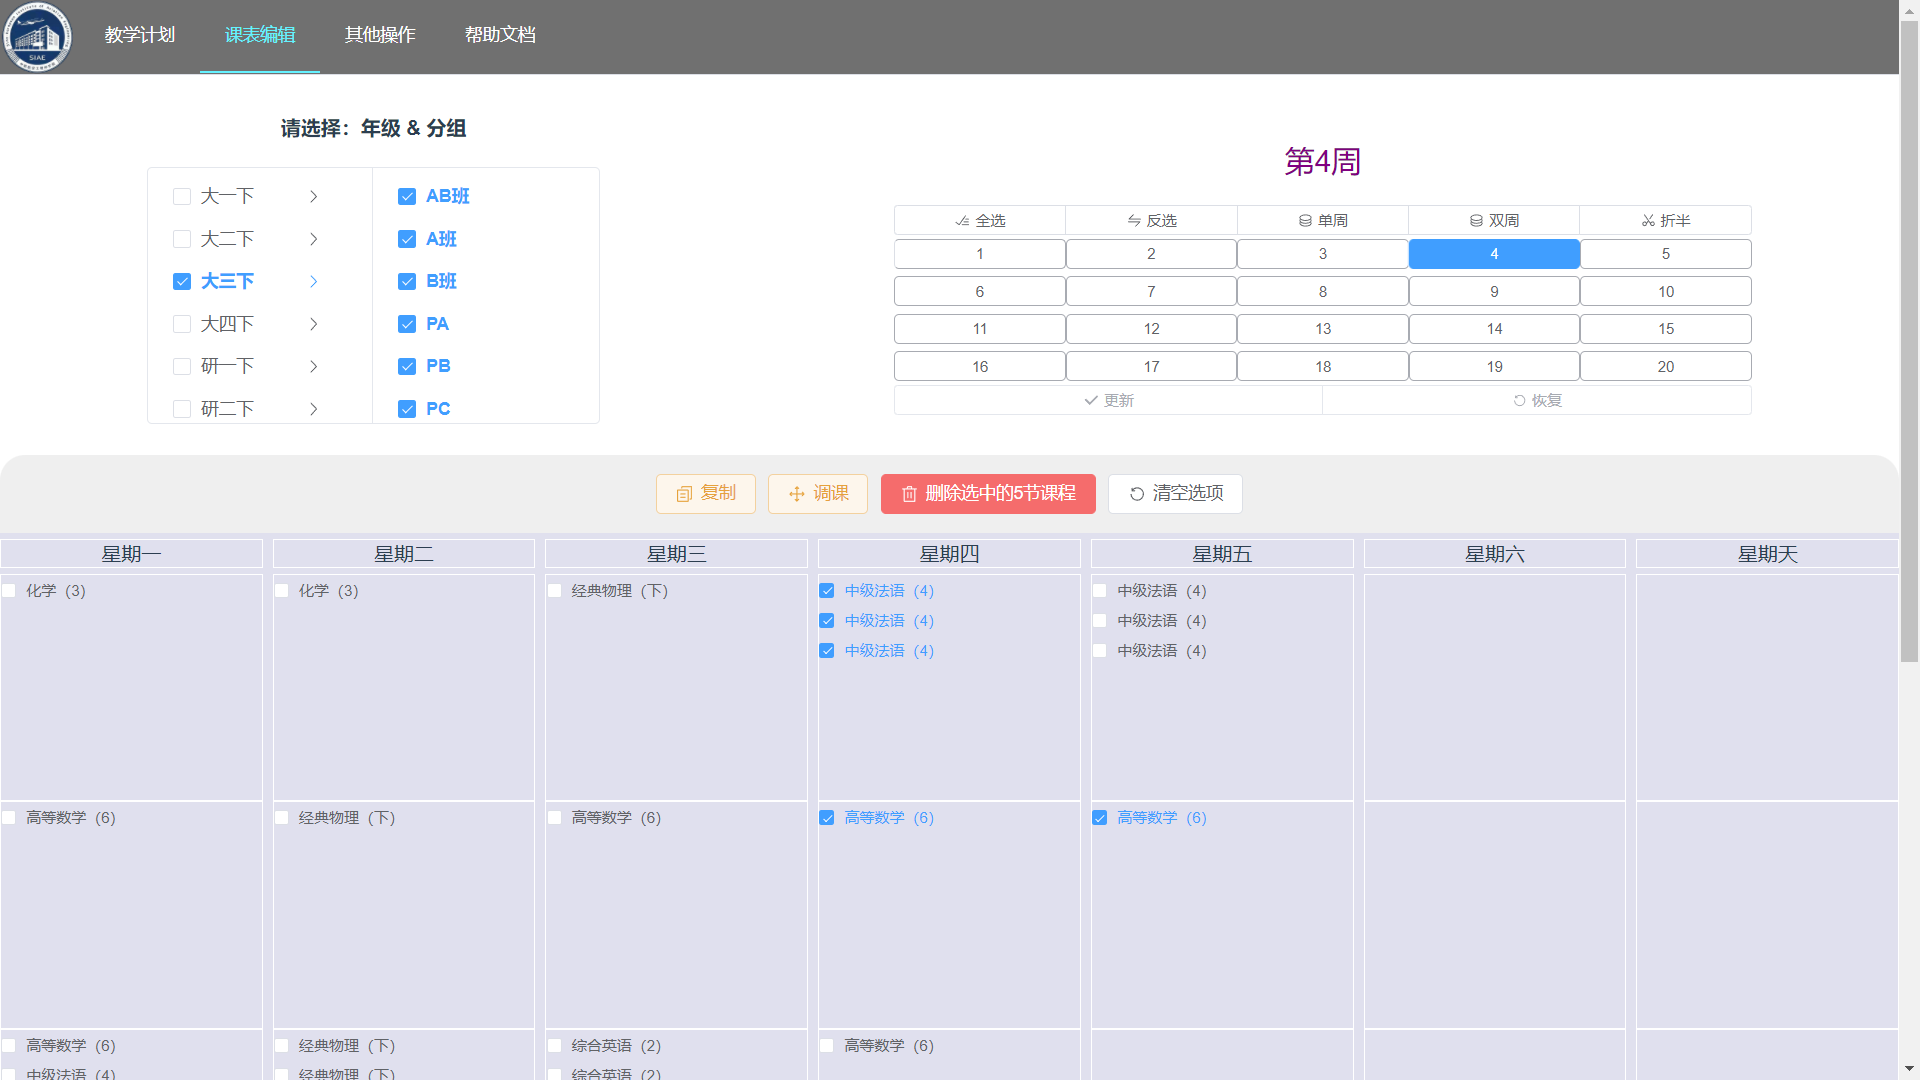 教学计划 课表编辑 其他操作 帮助文档
请选择：年级 & 分组
大一下 AB班
大二下 A班
大三下 B班
大四下 PA
研一下 PB
研二下 PC
第4周
全选 反选 单周 双周 折半
1 2 3 4 5
6 7 8 9 10
11 12 13 14 15
16 17 18 19 20
更新 恢复
复制 调课 删除选中的5节课程 清空选项
星期一 星期二 星期三 星期四 星期五 星期六 星期天
化学（3） 化学（3） 经典物理（下） 中级法语（4） 中级法语（4）
中级法语（4） 中级法语（4）
中级法语（4） 中级法语（4）
高等数学（6） 经典物理（下） 高等数学（6） 高等数学（6） 高等数学（6）
高等数学（6） 经典物理（下） 综合英语（2） 高等数学（6）
中级法语（4） 经典物理（下） 综合英语（2）
SIAE